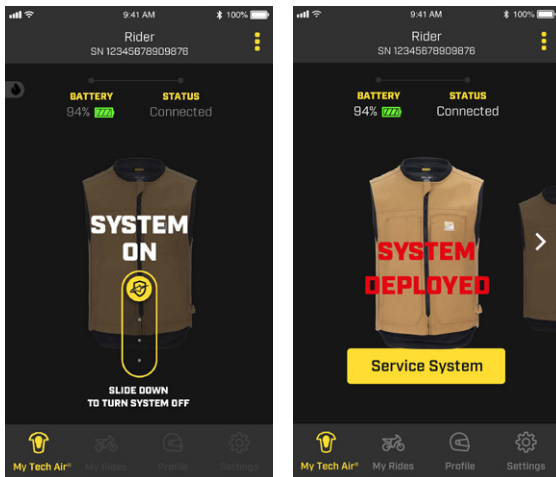 9:41 AM
100%
Rider
SN 12345678909876
BATTERY
STATUS
94%
Connected
SYSTEM
ON
SLIDE DOWN
TO TURN SYSTEM OFF
My Tech Air®
My Rides
Profile
Settings
9:41 AM
100%
Rider
SN 12345678909876
BATTERY
STATUS
94%
Connected
SYSTEM
DEPLOYED
Service System
My Tech Air®
My Rides
Profile
Settings